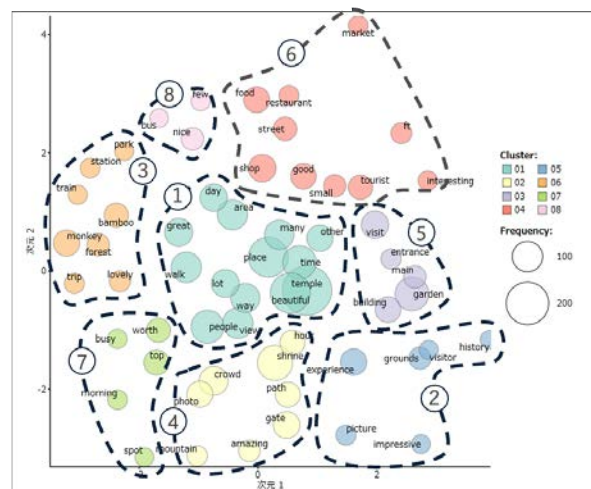 4
market
6
8
few
food
restaurant
bus
street
nice
ft
park
2
station
3
shop
good
tourist
interesting
small
train
1
day
area
great
many
other
visit
5
bamboo
monkey
forest
place
time
entrance
walk
main
0
trip
lovely
lot
temple
garden
way
beautiful
building
people
view
worth
busy
hour
history
top
shrine
grounds
visitor
experience
7
crowd
path
-2
morning
photo
2
4
gate
picture
spot
mountain
amazing
impressive
-2
0
2
次元 1
次元 2
Cluster:
01 05
02 06
03 07
04 08
Frequency:
100
200